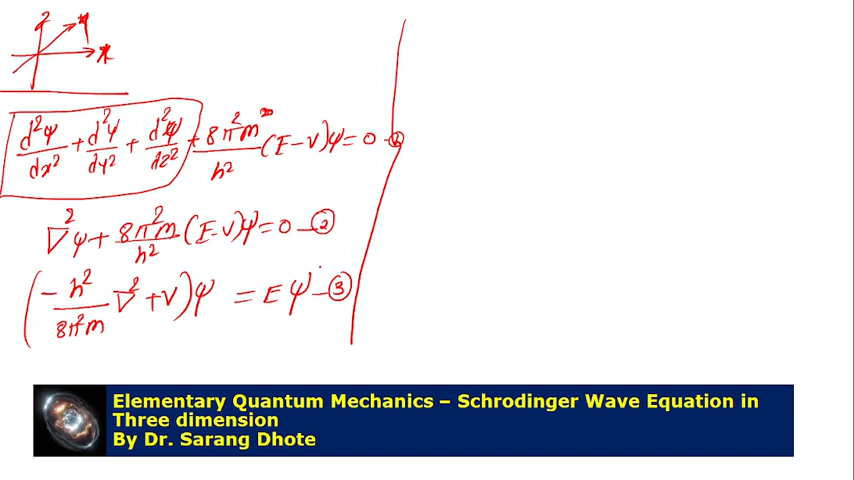 z
d²ψ/dx² + d²ψ/dy² + d²ψ/dz² + 8π²m/h² (E-V)ψ = 0 —
∇²ψ + 8π²m/h² (E-V)ψ = 0 — ②
(-h²/8π²m ∇² + V)ψ = Eψ — ③
Elementary Quantum Mechanics – Schrodinger Wave Equation in
Three dimension
By Dr. Sarang Dhote